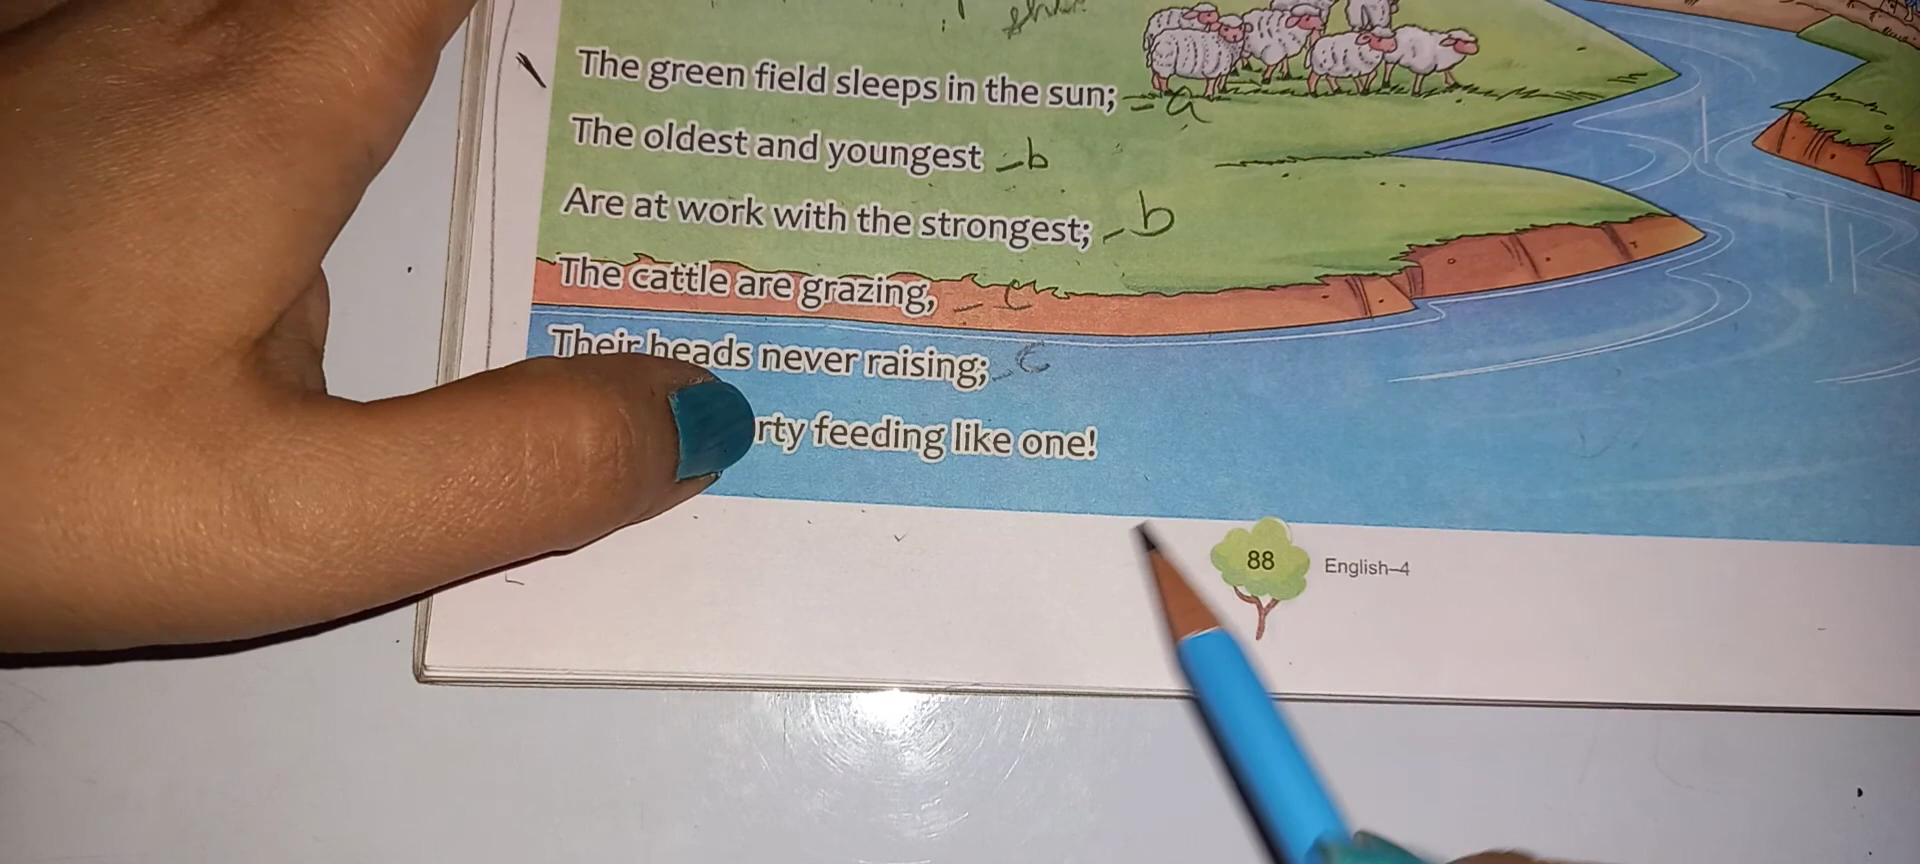 The green field sleeps in the sun; - a
The oldest and youngest - b
Are at work with the strongest; - b
The cattle are grazing, - c
Their heads never raising; - c
rty feeding like one!
88 English–4